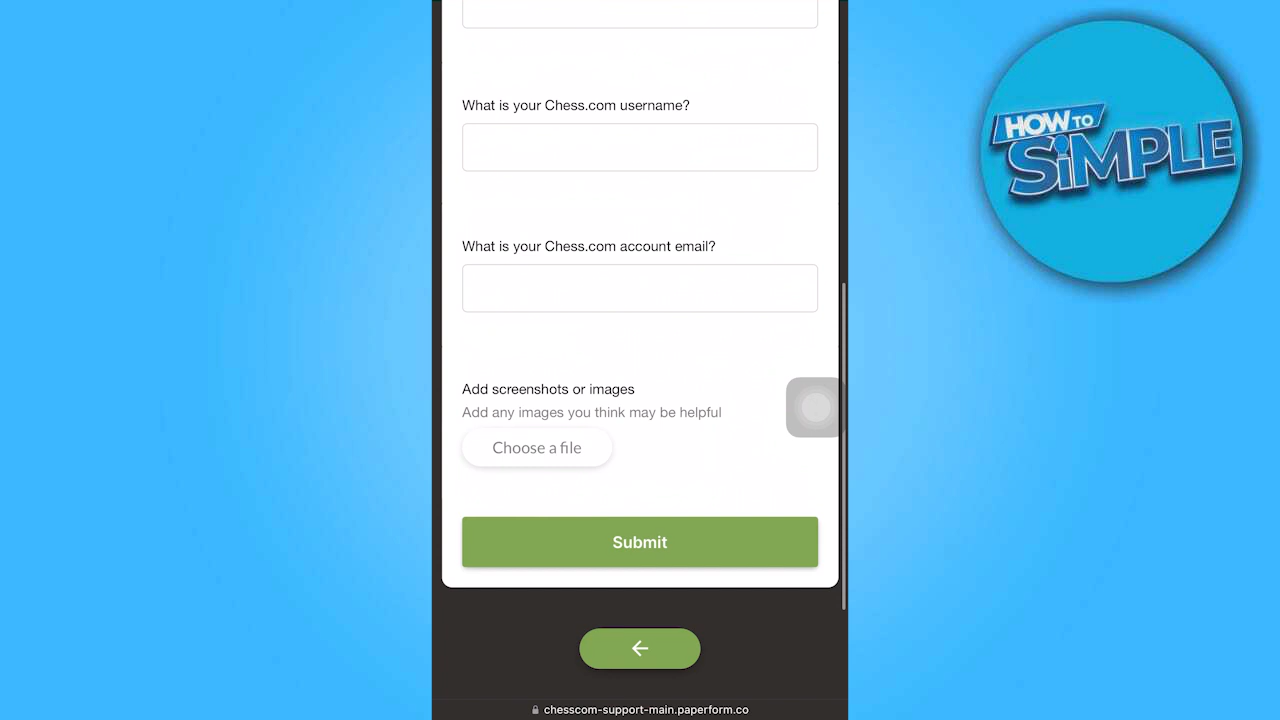 What is your Chess.com username?
What is your Chess.com account email?
Add screenshots or images
Add any images you think may be helpful
Choose a file
Submit
chesscom-support-main.paperform.co
HOW TO
SiMPLE